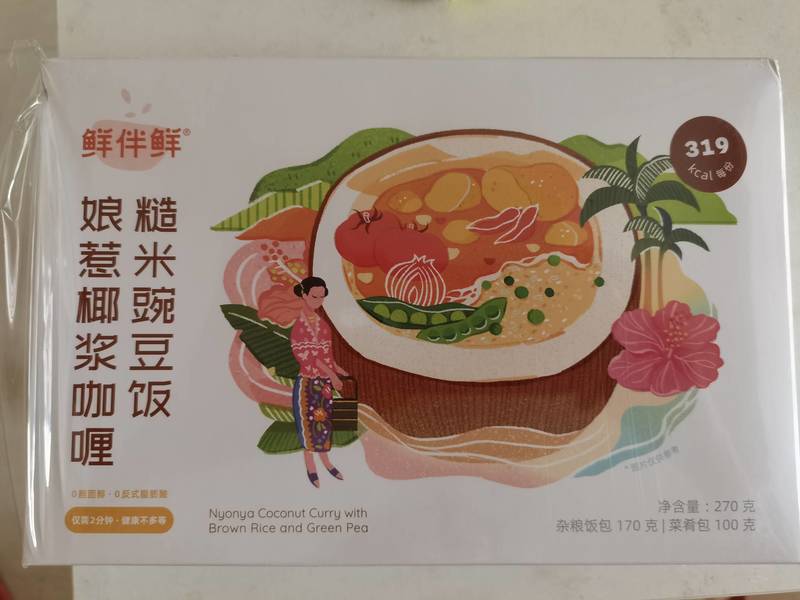 鲜伴鲜®
娘惹椰浆咖喱
糙米豌豆饭
319
kcal 每份
0胆固醇·0反式脂肪酸
仅需2分钟·健康不多等
Nyonya Coconut Curry with
Brown Rice and Green Pea
*图片仅供参考
净含量：270 克
杂粮饭包 170 克 | 菜肴包 100 克